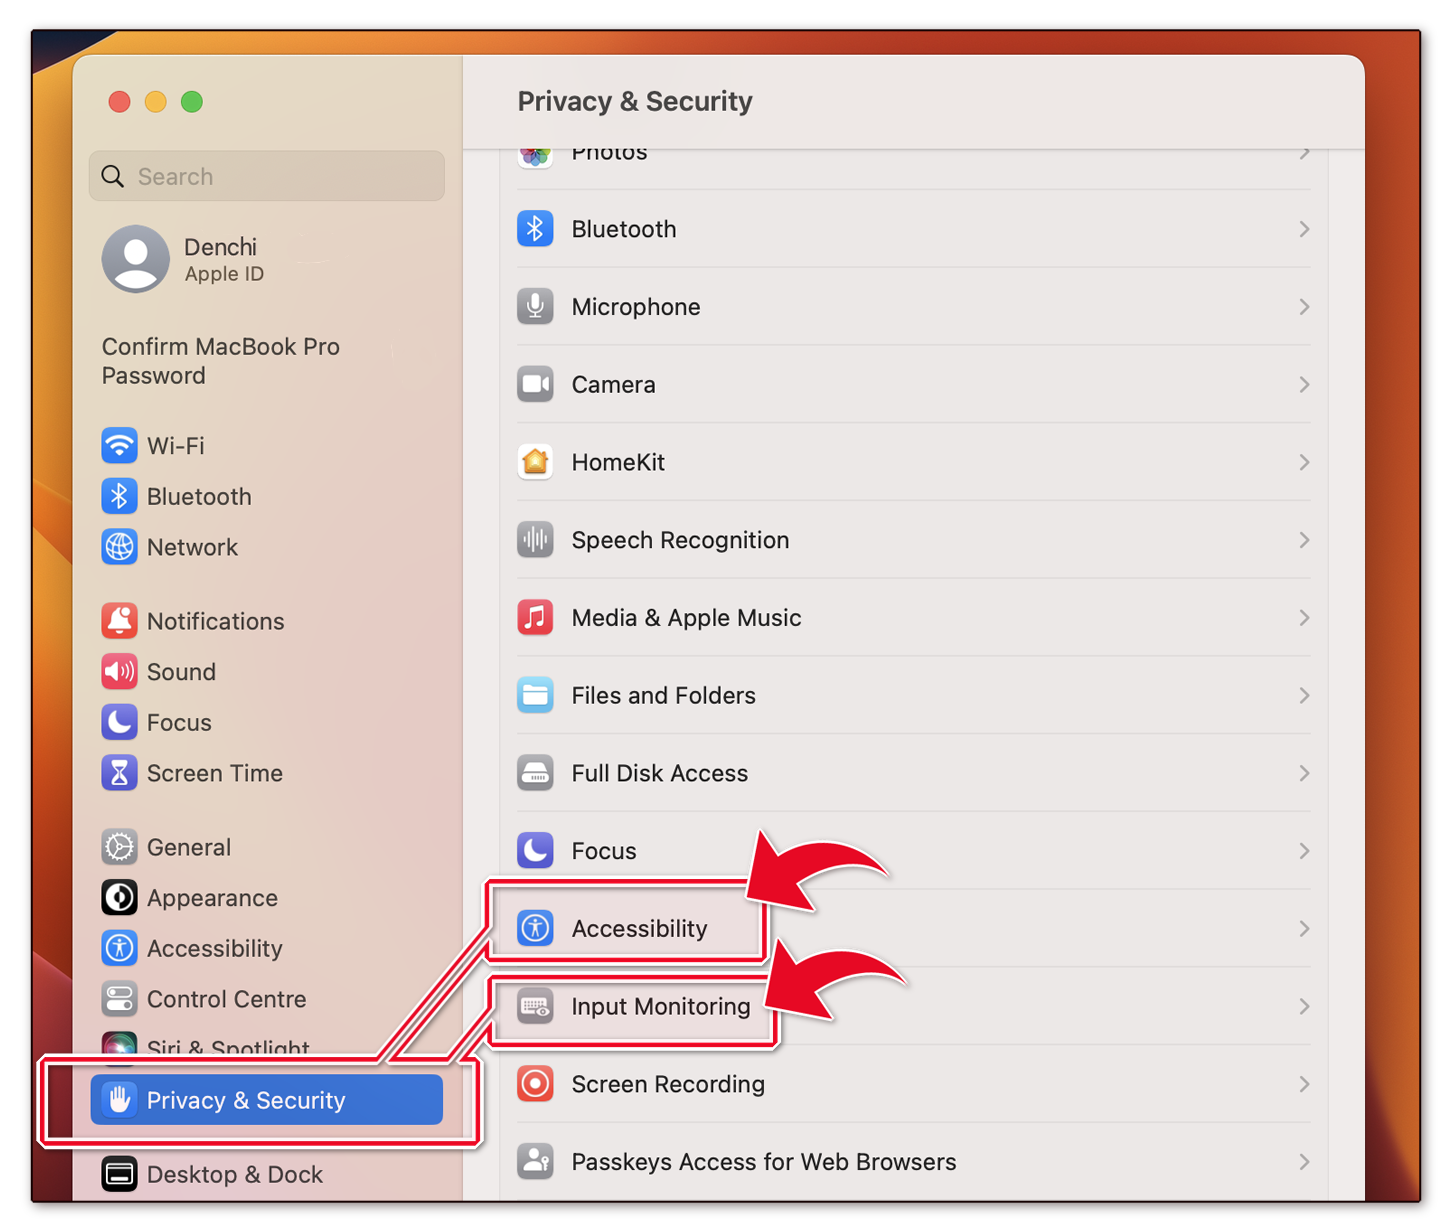 Privacy & Security
Search
Denchi
Apple ID
Confirm MacBook Pro
Password
Wi-Fi
Bluetooth
Network
Notifications
Sound
Focus
Screen Time
General
Appearance
Accessibility
Control Centre
Siri & Spotlight
Privacy & Security
Desktop & Dock
Photos
Bluetooth
Microphone
Camera
HomeKit
Speech Recognition
Media & Apple Music
Files and Folders
Full Disk Access
Focus
Accessibility
Input Monitoring
Screen Recording
Passkeys Access for Web Browsers